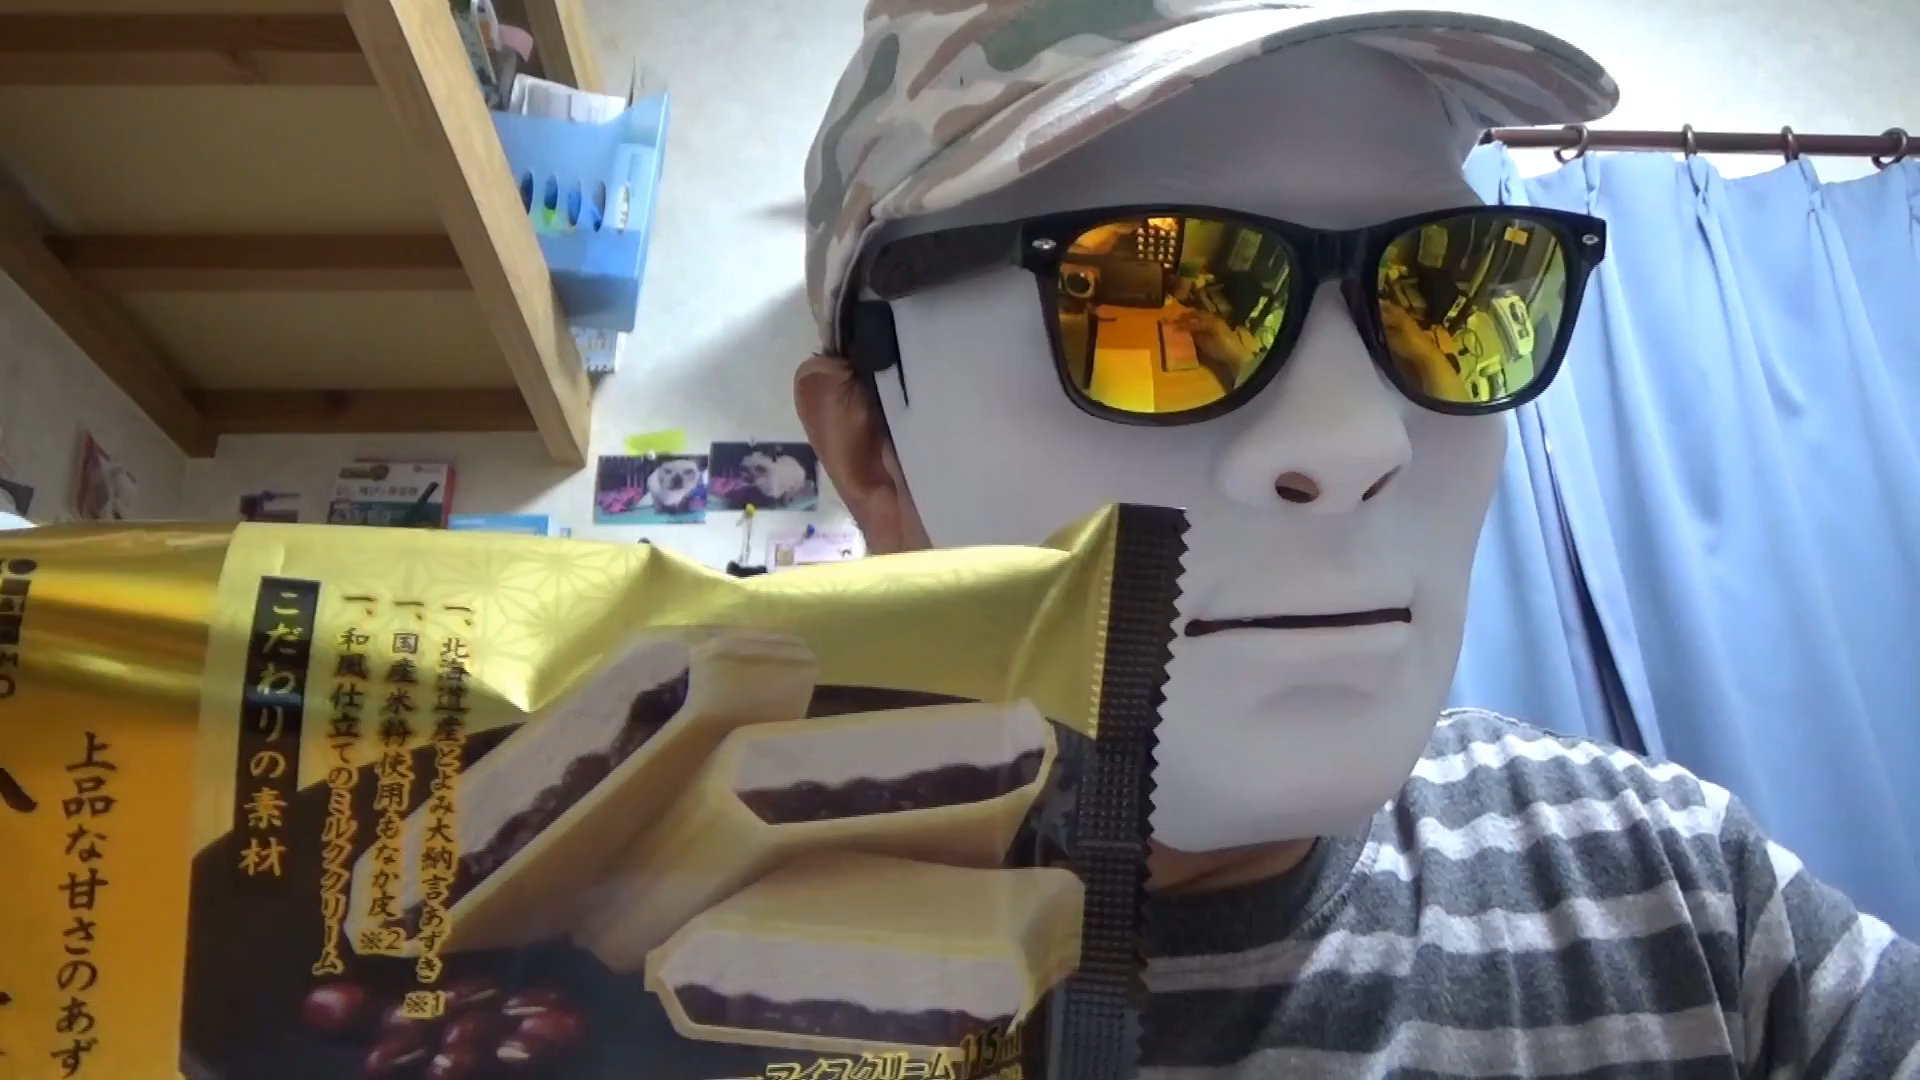 こだわりの素材
一、北海道産とよみ大納言あずき※1
一、国産米粉使用もなか皮※2
一、和風仕立てのミルククリーム
上品な甘さのあず
アイスクリーム 115ml